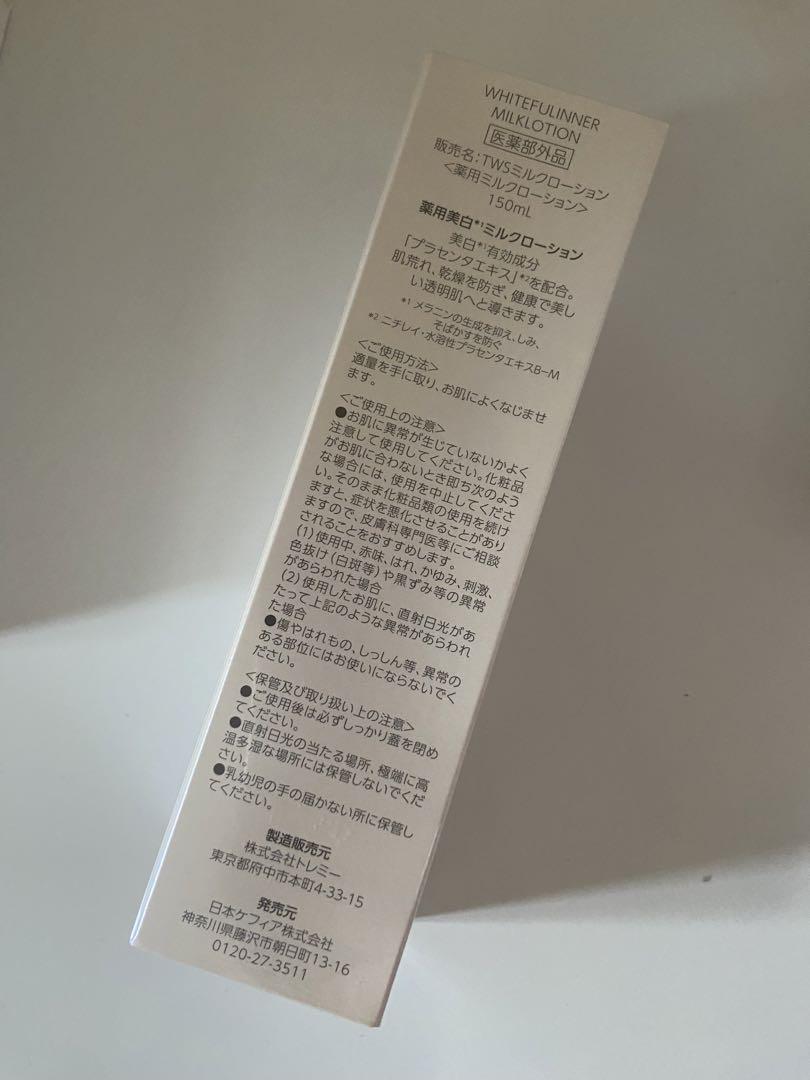 WHITEFULINNER
MILKLOTION
医薬部外品
販売名:TWSミルクローション
<薬用ミルクローション>
150mL
薬用美白*1ミルクローション
美白*1有効成分
「プラセンタエキス」*2を配合。
肌荒れ、乾燥を防ぎ、健康で美し
い透明肌へと導きます。
*1 メラニンの生成を抑え、しみ、
そばかすを防ぐ
*2 ニチレイ・水溶性プラセンタエキスB-M
<ご使用方法>
適量を手に取り、お肌によくなじませ
ます。
<ご使用上の注意>
●お肌に異常が生じていないかよく
注意して使用してください。化粧品
がお肌に合わないとき即ち次のよう
な場合には、使用を中止してくださ
い。そのまま化粧品類の使用を続け
ますと、症状を悪化させることがあり
ますので、皮膚科専門医等にご相談
されることをおすすめします。
(1)使用中、赤味、はれ、かゆみ、刺激、
色抜け(白斑等)や黒ずみ等の異常
があらわれた場合
(2)使用したお肌に、直射日光があ
たって上記のような異常があらわれ
た場合
●傷やはれもの、しっしん等、異常の
ある部位にはお使いにならないでく
ださい。
<保管及び取り扱い上の注意>
●ご使用後は必ずしっかり蓋を閉め
てください。
●直射日光の当たる場所、極端に高
温多湿な場所には保管しないでくだ
さい。
●乳幼児の手の届かない所に保管し
てください。
製造販売元
株式会社トレミー
東京都府中市本町4-33-15
発売元
日本ケフィア株式会社
神奈川県藤沢市朝日町13-16
0120-27-3511